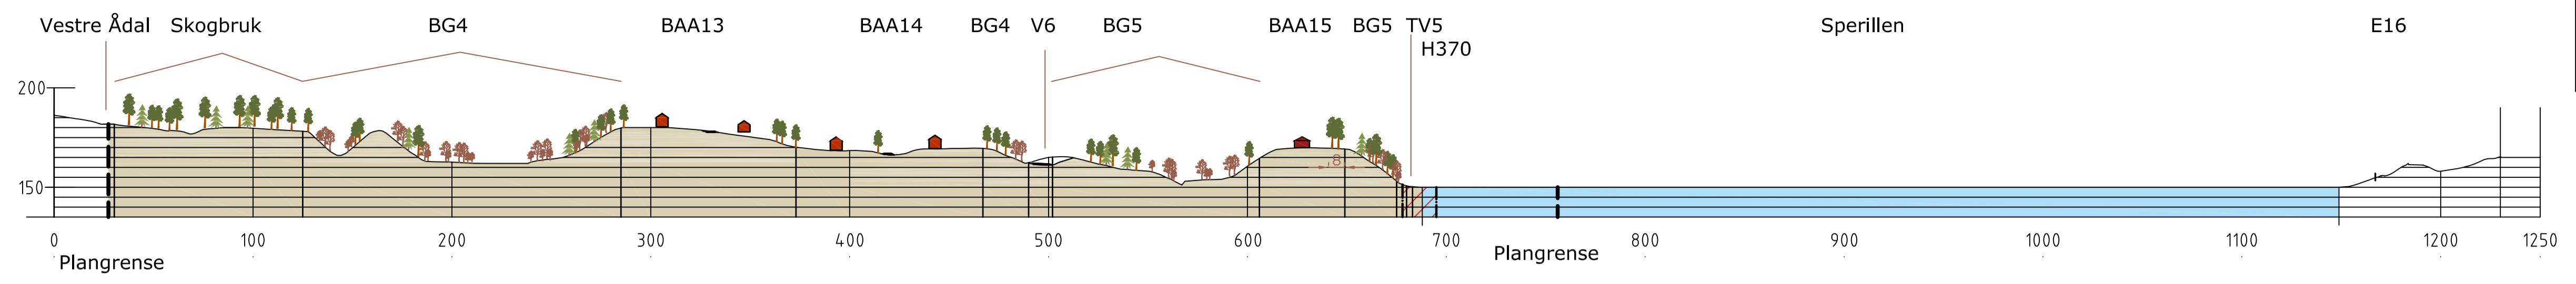 Vestre Ådal Skogbruk BG4 BAA13 BAA14 BG4 V6 BG5 BAA15 BG5 TV5 Sperillen E16
H370
200
150
8
0 100 200 300 400 500 600 700 800 900 1000 1100 1200 1250
Plangrense Plangrense